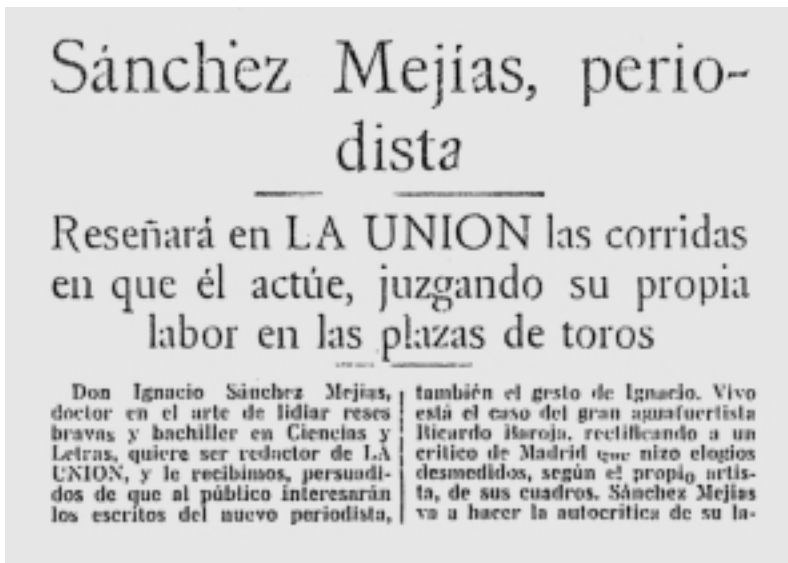 Sánchez Mejías, perio-
dista
Reseñará en LA UNION las corridas
en que él actúe, juzgando su propia
labor en las plazas de toros
Don Ignacio Sánchez Mejías,
doctor en el arte de lidiar reses
bravas y bachiller en Ciencias y
Letras, quiere ser redactor de LA
UNION, y le recibimos, persuadi-
dos de que al público interesarán
los escritos del nuevo periodista,
también el gesto de Ignacio. Vivo
está el caso del gran aguafuertista
Ricardo Baroja, rectificando a un
crítico de Madrid que hizo elogios
desmedidos, según el propio artis-
ta, de sus cuadros. Sánchez Mejías
va a hacer la autocrítica de su la-